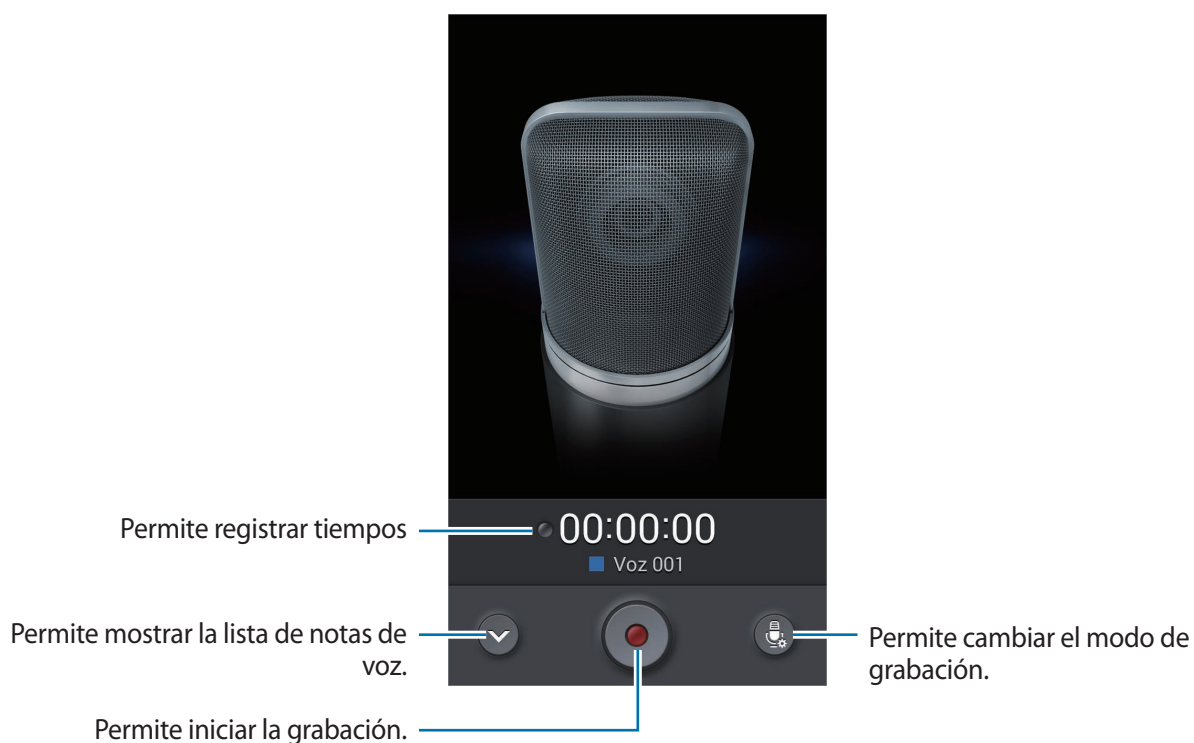 Permite registrar tiempos
00:00:00
Voz 001
Permite mostrar la lista de notas de
voz.
Permite cambiar el modo de
grabación.
Permite iniciar la grabación.